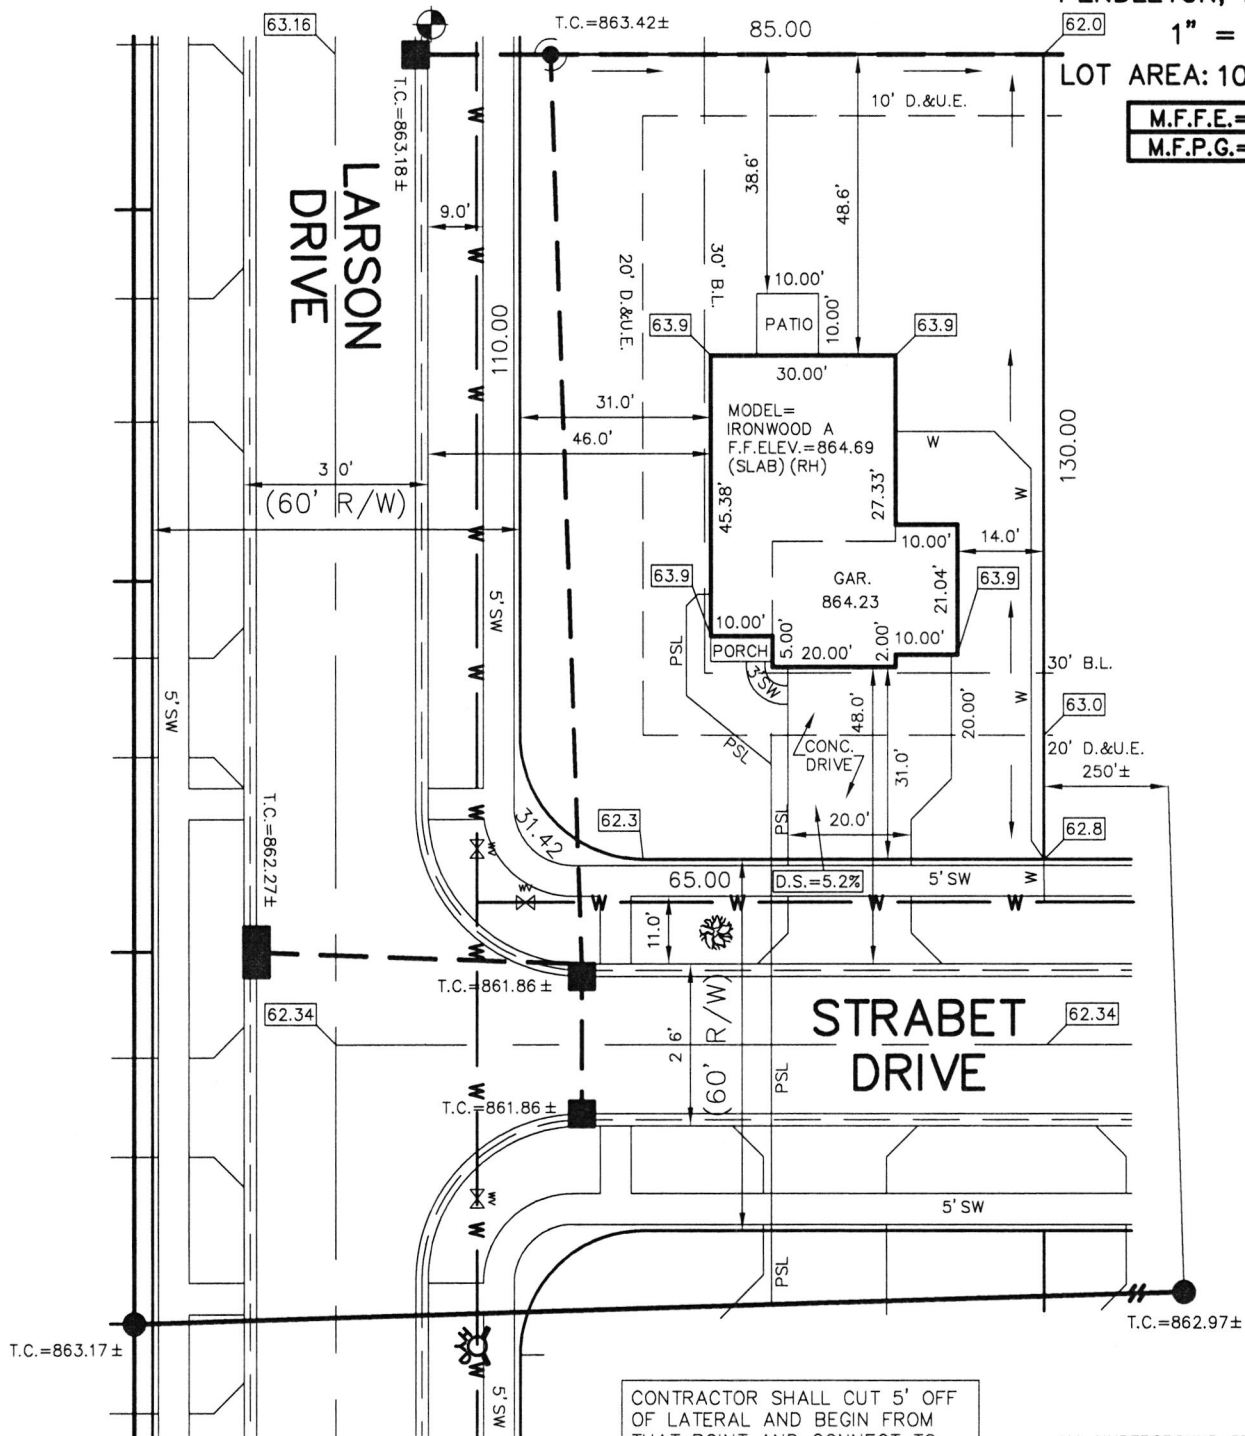 PENDLETON,
1" =
LOT AREA: 10
M.F.F.E.=
M.F.P.G.=
63.16
T.C.=863.42±
85.00
62.0
T.C.=863.18±
10' D.&U.E.
LARSON
DRIVE
9.0'
38.6'
48.6'
110.00
20' D.&U.E.
30' B.L.
10.00'
10.00'
PATIO
63.9
63.9
30.00'
31.0'
46.0'
MODEL=
IRONWOOD A
F.F.ELEV.=864.69
(SLAB) (RH)
130.00
3 0'
(60' R/W)
45.38'
27.33'
10.00'
14.0'
63.9
GAR.
864.23
21.04'
63.9
5' SW
10.00'
5.00'
20.00'
2.00'
10.00'
PORCH
3' SW
PSL
30' B.L.
5' SW
48.0'
20.00'
63.0
PSL
CONC.
DRIVE
31.0'
20' D.&U.E.
250'±
T.C.=862.27±
31.42
62.3
PSL
20.0'
62.8
65.00
D.S.=5.2%
5' SW
W
W
W
W
WV
WV
W
W
W
W
11.0'
T.C.=861.86±
62.34
2 6'
(60' R/W)
STRABET
DRIVE
62.34
PSL
T.C.=861.86±
WV
5' SW
PSL
T.C.=863.17±
T.C.=862.97±
5' SW
CONTRACTOR SHALL CUT 5' OFF
OF LATERAL AND BEGIN FROM
THAT POINT AND CONNECT TO